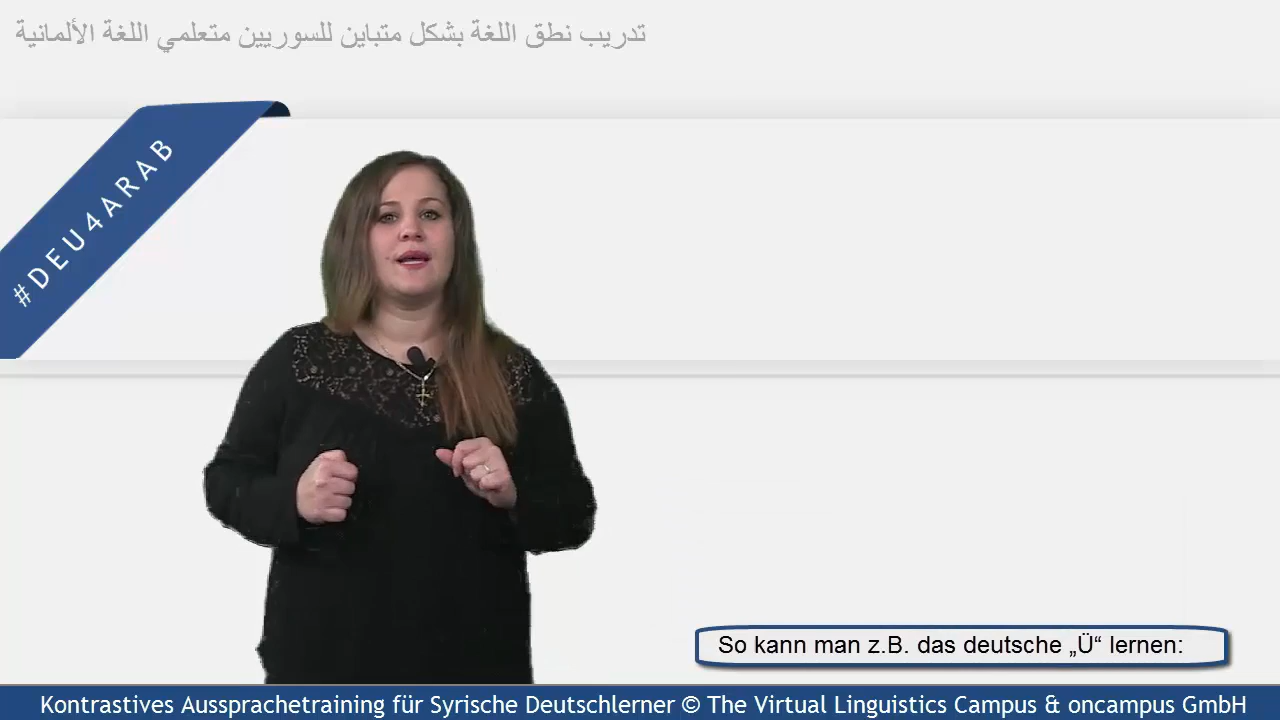 تدريب نطق اللغة بشكل متباين للسوريين متعلمي اللغة الألمانية
#DEU4ARAB
So kann man z.B. das deutsche „Ü“ lernen:
Kontrastives Aussprachetraining für Syrische Deutschlerner © The Virtual Linguistics Campus & oncampus GmbH